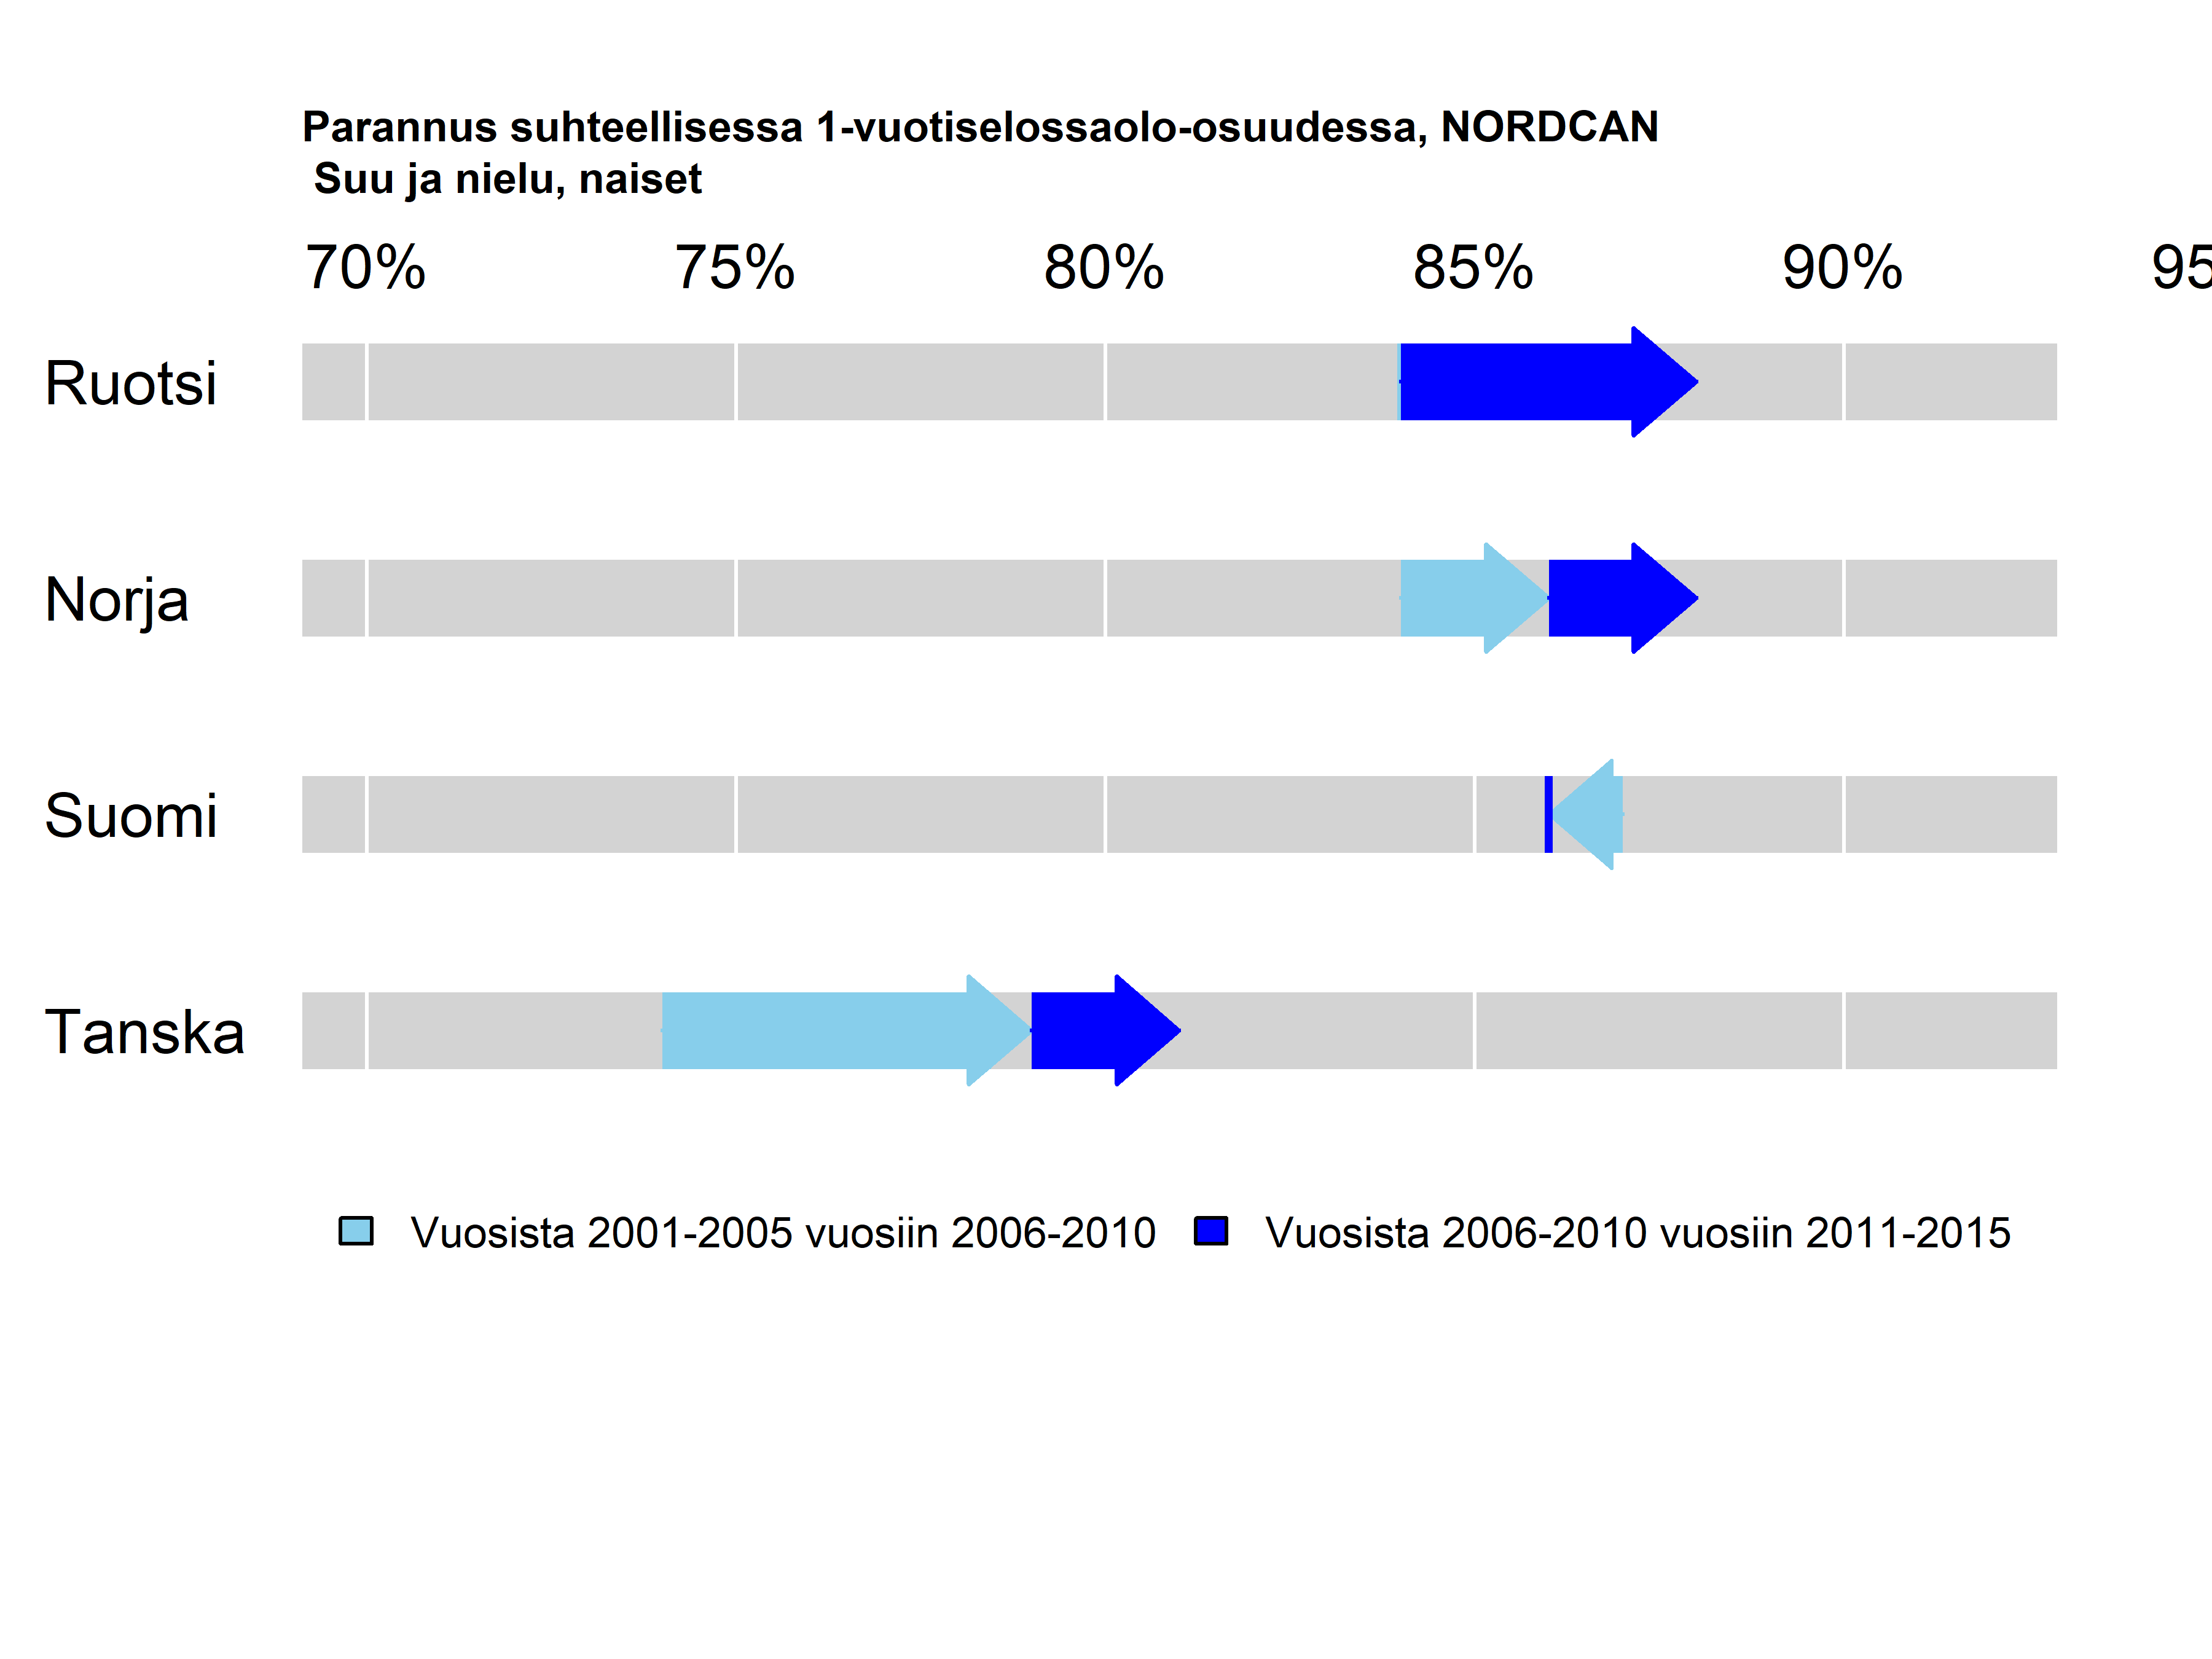 Parannus suhteellisessa 1-vuotiselossaolo-osuudessa, NORDCAN
Suu ja nielu, naiset
70% 75% 80% 85% 90% 95
Ruotsi
Norja
Suomi
Tanska
Vuosista 2001-2005 vuosiin 2006-2010 Vuosista 2006-2010 vuosiin 2011-2015